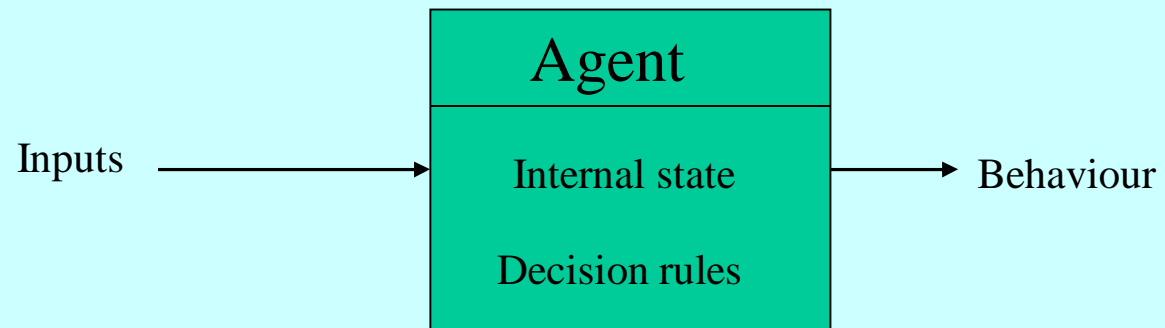 Agent
Inputs
Internal state
Behaviour
Decision rules